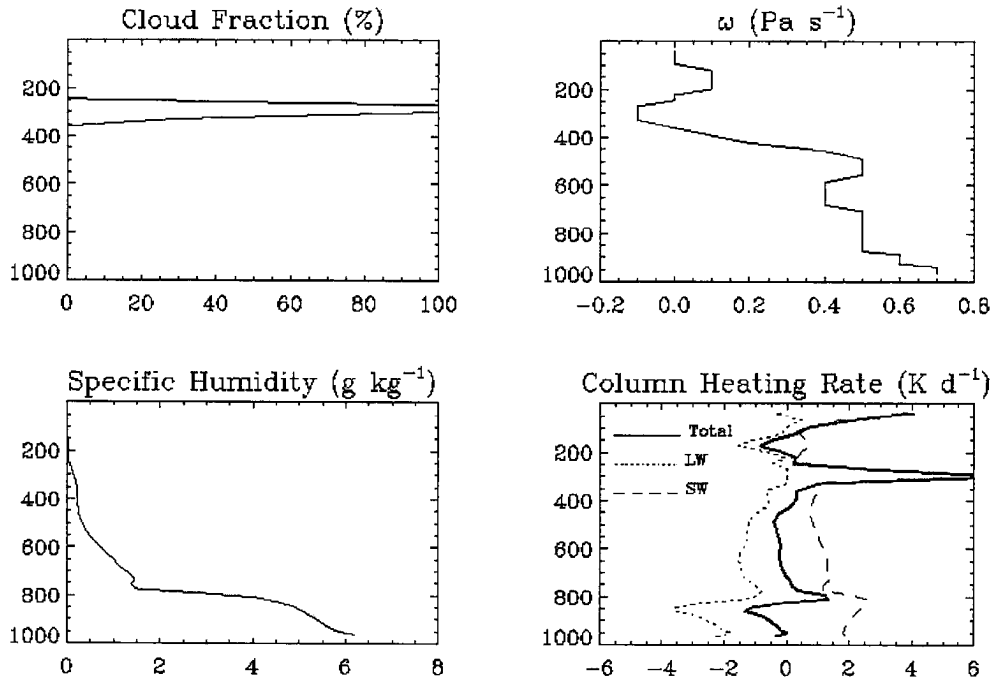 Cloud Fraction (%)
200
400
600
800
1000
0 20 40 60 80 100
ω (Pa s⁻¹)
200
400
600
800
1000
−0.2 0.0 0.2 0.4 0.6 0.8
Specific Humidity (g kg⁻¹)
200
400
600
800
1000
0 2 4 6 8
Column Heating Rate (K d⁻¹)
Total
LW
SW
200
400
600
800
1000
−6 −4 −2 0 2 4 6